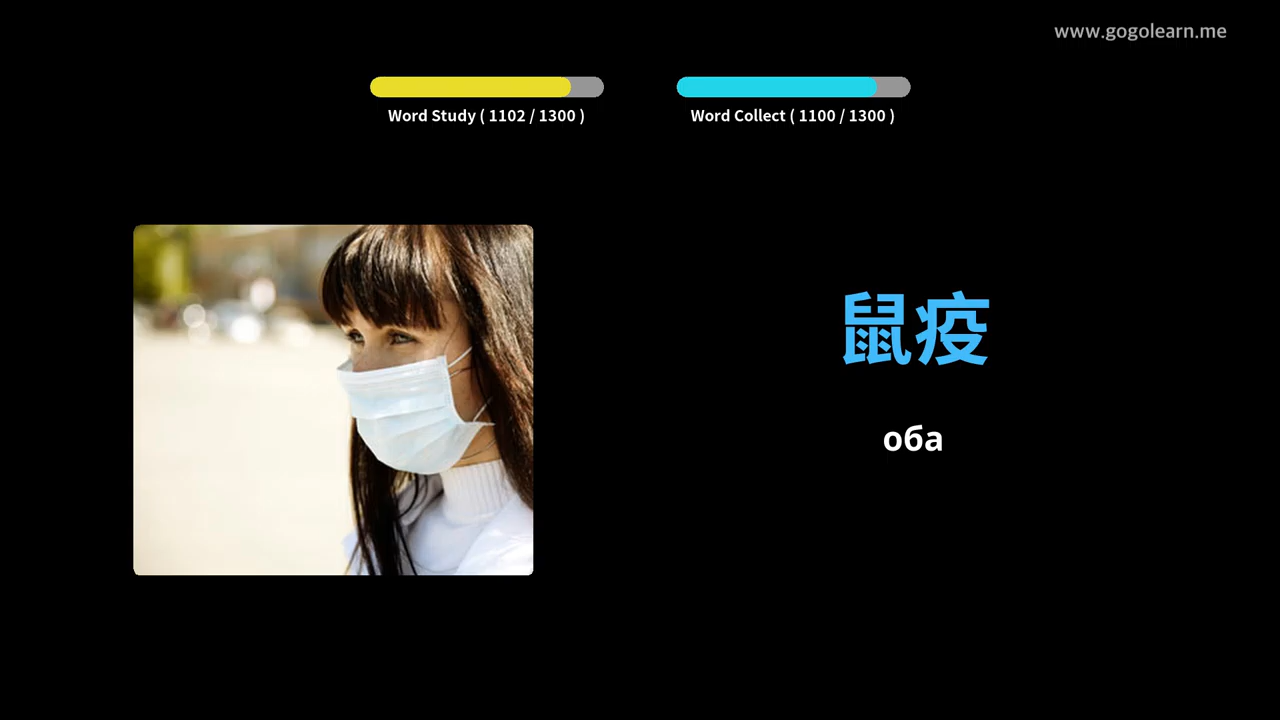 www.gogolearn.me
Word Study ( 1102 / 1300 )
Word Collect ( 1100 / 1300 )
鼠疫
оба